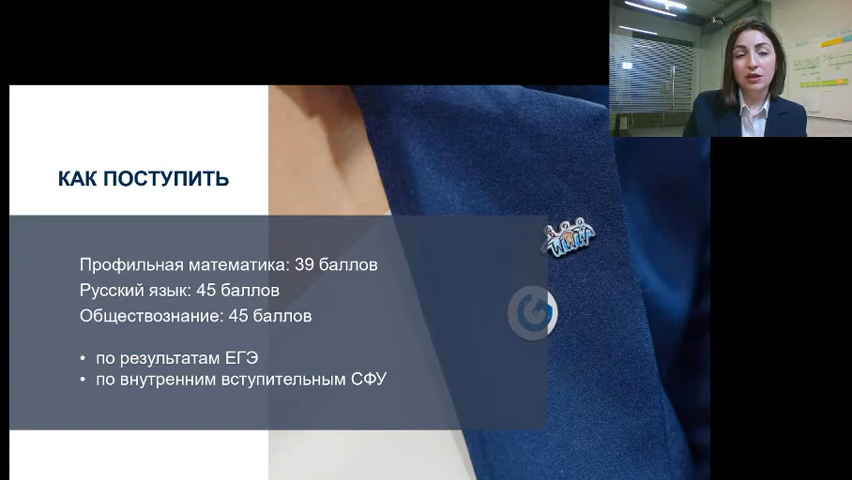 КАК ПОСТУПИТЬ
Профильная математика: 39 баллов
Русский язык: 45 баллов
Обществознание: 45 баллов
• по результатам ЕГЭ
• по внутренним вступительным СФУ